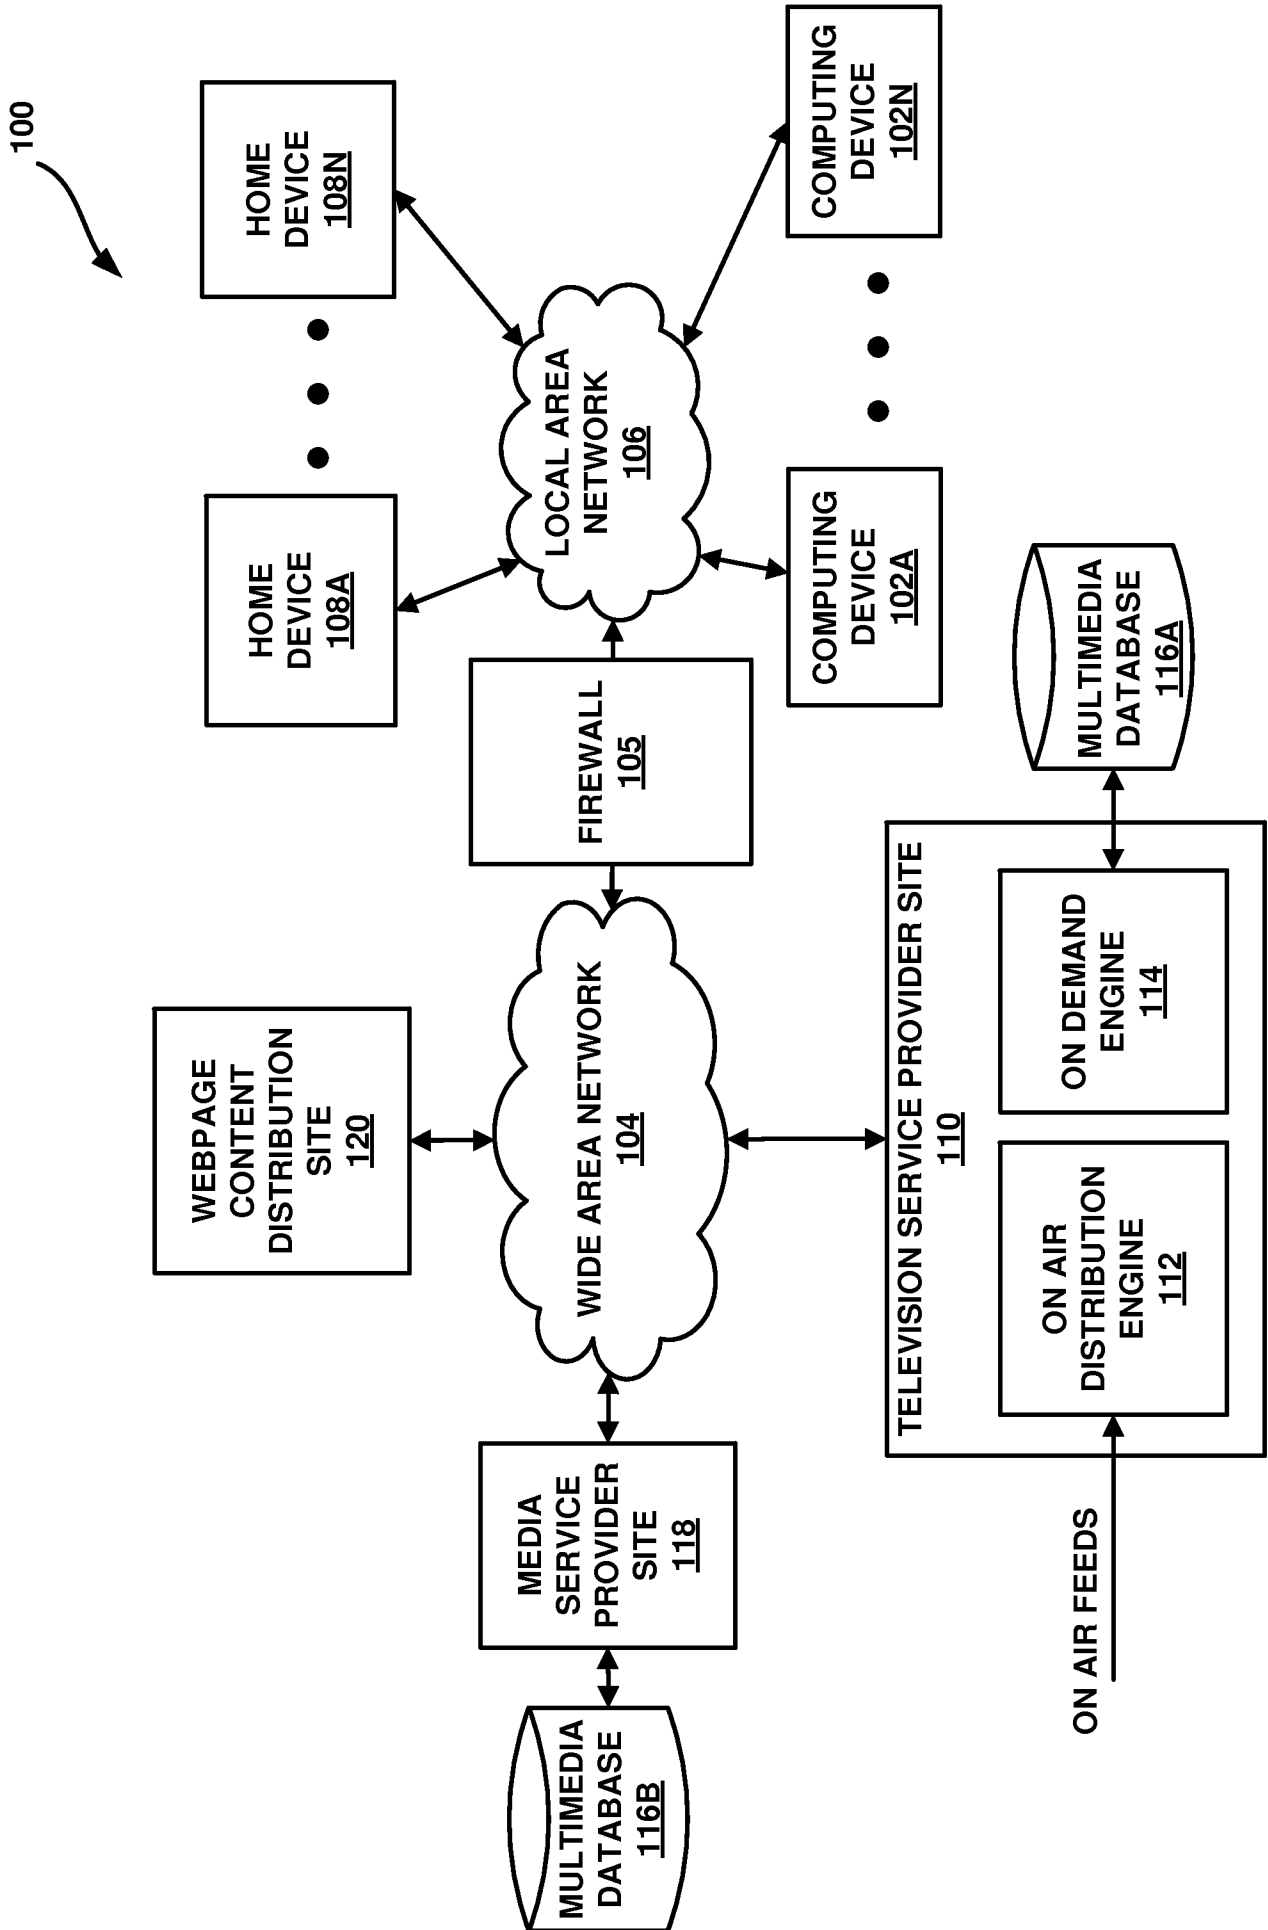 100
WEBPAGE
CONTENT
DISTRIBUTION
SITE
120
HOME
DEVICE
108A
HOME
DEVICE
108N
MULTIMEDIA
DATABASE
116B
MEDIA
SERVICE
PROVIDER
SITE
118
WIDE AREA NETWORK
104
FIREWALL
105
LOCAL AREA
NETWORK
106
COMPUTING
DEVICE
102A
COMPUTING
DEVICE
102N
TELEVISION SERVICE PROVIDER SITE
110
ON AIR FEEDS
ON AIR
DISTRIBUTION
ENGINE
112
ON DEMAND
ENGINE
114
MULTIMEDIA
DATABASE
116A